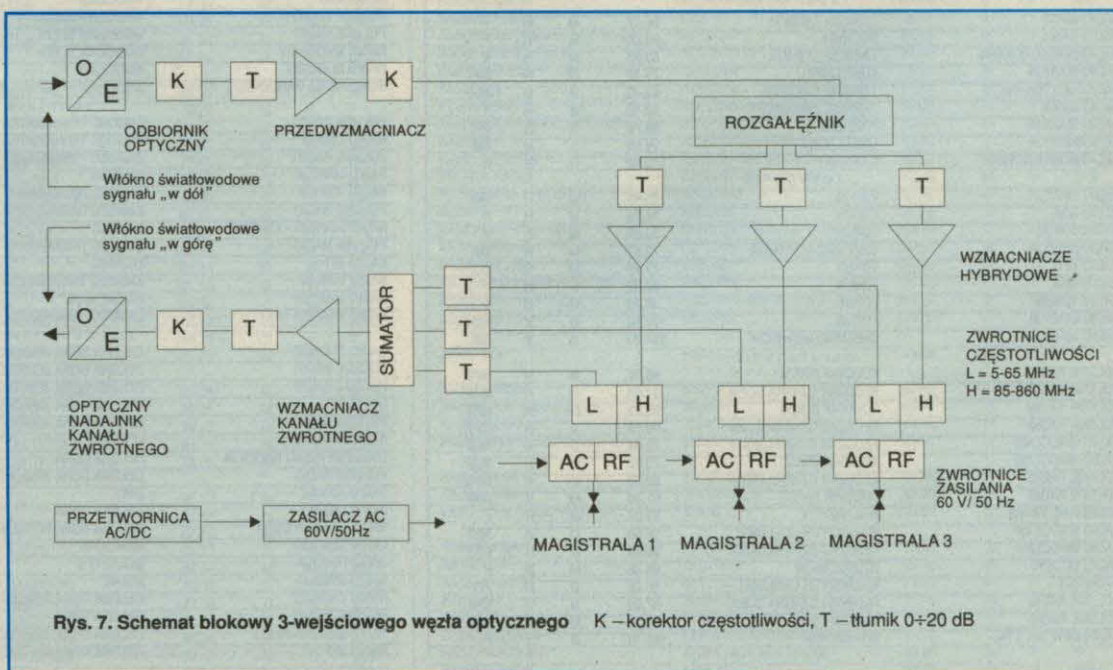 O
E
K
T
K
ODBIORNIK
OPTYCZNY
PRZEDWZMACNIACZ
ROZGAŁĘŹNIK
Włókno światłowodowe
sygnału „w dół”
T
T
T
Włókno światłowodowe
sygnału „w górę”
WZMACNIACZE
HYBRYDOWE
O
E
K
T
SUMATOR
T
T
T
ZWROTNICE
CZĘSTOTLIWOŚCI
L = 5-65 MHz
H = 85-860 MHz
L H
L H
L H
OPTYCZNY
NADAJNIK
KANAŁU
ZWROTNEGO
WZMACNIACZ
KANAŁU
ZWROTNEGO
AC RF
AC RF
AC RF
ZWROTNICE
ZASILANIA
60 V/ 50 Hz
PRZETWORNICA
AC/DC
ZASILACZ AC
60V/50Hz
MAGISTRALA 1
MAGISTRALA 2
MAGISTRALA 3
Rys. 7. Schemat blokowy 3-wejściowego węzła optycznego K – korektor częstotliwości, T – tłumik 0÷20 dB